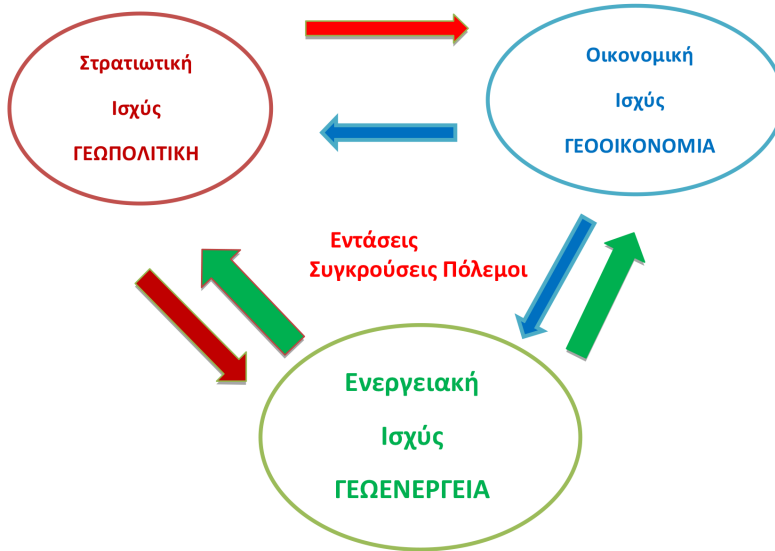 Στρατιωτική
Ισχύς
ΓΕΩΠΟΛΙΤΙΚΗ
Οικονομική
Ισχύς
ΓΕΟΟΙΚΟΝΟΜΙΑ
Εντάσεις
Συγκρούσεις Πόλεμοι
Ενεργειακή
Ισχύς
ΓΕΩΕΝΕΡΓΕΙΑ